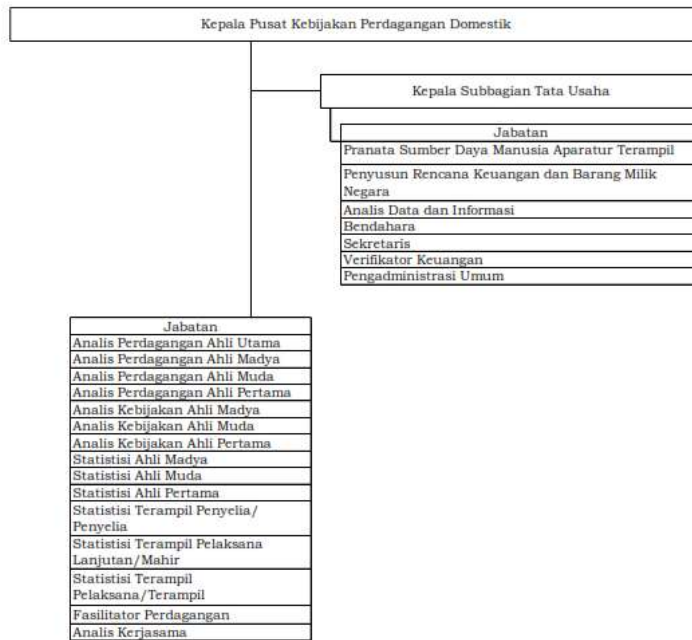 Kepala Pusat Kebijakan Perdagangan Domestik
Kepala Subbagian Tata Usaha
Jabatan
Pranata Sumber Daya Manusia Aparatur Terampil
Penyusun Rencana Keuangan dan Barang Milik
Negara
Analis Data dan Informasi
Bendahara
Sekretaris
Verifikator Keuangan
Pengadministrasi Umum
Jabatan
Analis Perdagangan Ahli Utama
Analis Perdagangan Ahli Madya
Analis Perdagangan Ahli Muda
Analis Perdagangan Ahli Pertama
Analis Kebijakan Ahli Madya
Analis Kebijakan Ahli Muda
Analis Kebijakan Ahli Pertama
Statistisi Ahli Madya
Statistisi Ahli Muda
Statistisi Ahli Pertama
Statistisi Terampil Penyelia/
Penyelia
Statistisi Terampil Pelaksana
Lanjutan/Mahir
Statistisi Terampil
Pelaksana/Terampil
Fasilitator Perdagangan
Analis Kerjasama